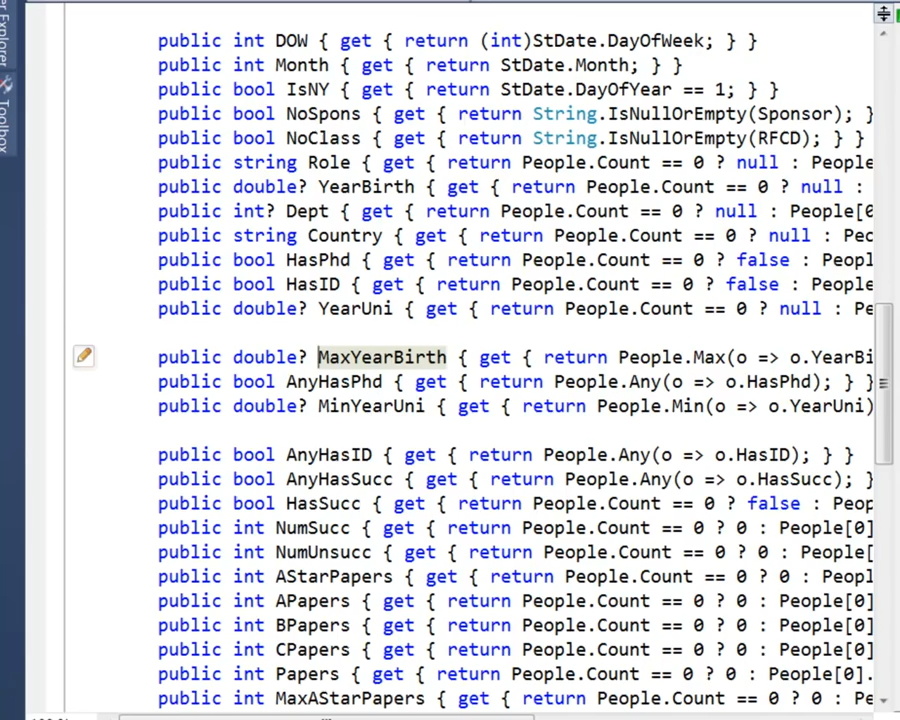 Toolbox
public int DOW { get { return (int)StDate.DayOfWeek; } }
public int Month { get { return StDate.Month; } }
public bool IsNY { get { return StDate.DayOfYear == 1; } }
public bool NoSpons { get { return String.IsNullOrEmpty(Sponsor); }
public bool NoClass { get { return String.IsNullOrEmpty(RFCD); } }
public string Role { get { return People.Count == 0 ? null : People
public double? YearBirth { get { return People.Count == 0 ? null :
public int? Dept { get { return People.Count == 0 ? null : People[0
public string Country { get { return People.Count == 0 ? null : Peo
public bool HasPhd { get { return People.Count == 0 ? false : Peopl
public bool HasID { get { return People.Count == 0 ? false : People
public double? YearUni { get { return People.Count == 0 ? null : Pe
public double? MaxYearBirth { get { return People.Max(o => o.YearBi
public bool AnyHasPhd { get { return People.Any(o => o.HasPhd); } }
public double? MinYearUni { get { return People.Min(o => o.YearUni)
public bool AnyHasID { get { return People.Any(o => o.HasID); } }
public bool AnyHasSucc { get { return People.Any(o => o.HasSucc); }
public bool HasSucc { get { return People.Count == 0 ? false : Peop
public int NumSucc { get { return People.Count == 0 ? 0 : People[0]
public int NumUnsucc { get { return People.Count == 0 ? 0 : People[
public int AStarPapers { get { return People.Count == 0 ? 0 : Peopl
public int APapers { get { return People.Count == 0 ? 0 : People[0]
public int BPapers { get { return People.Count == 0 ? 0 : People[0]
public int CPapers { get { return People.Count == 0 ? 0 : People[0]
public int Papers { get { return People.Count == 0 ? 0 : People[0].
public int MaxAStarPapers { get { return People.Count == 0 ? 0 : Pe